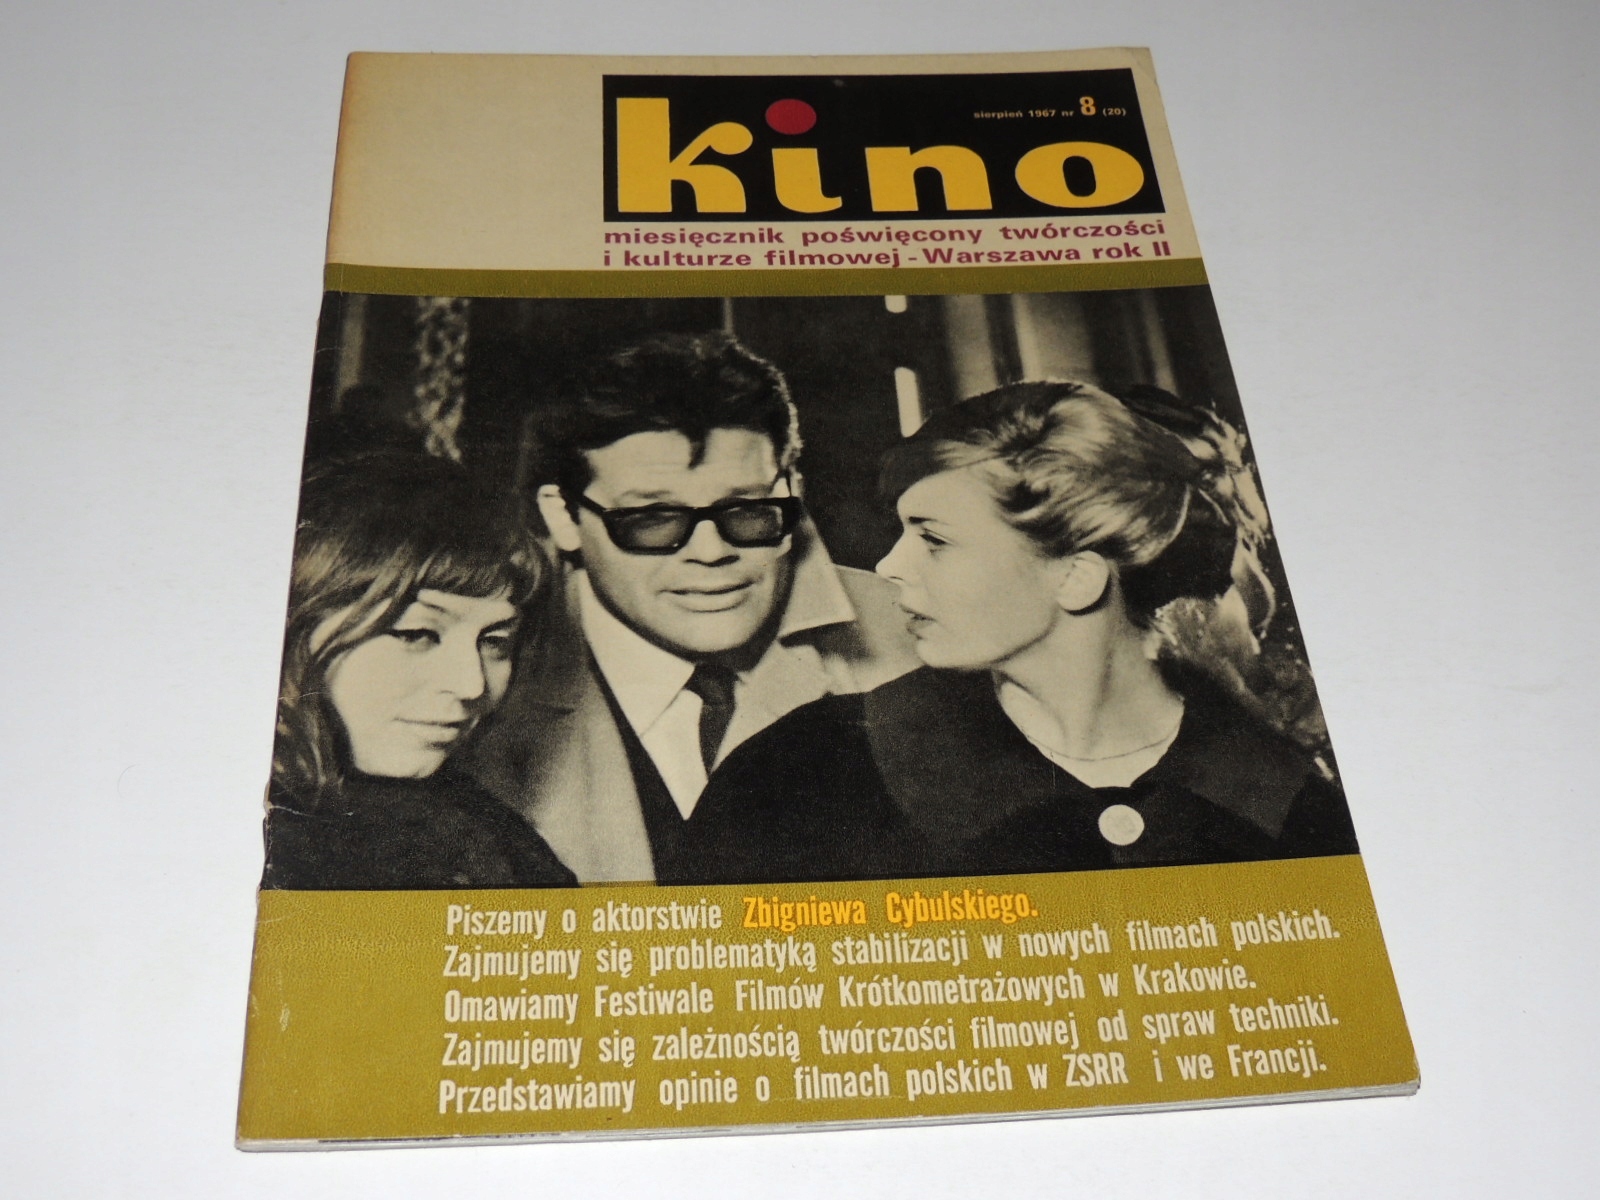 sierpień 1967 nr 8 (20)
kino
miesięcznik poświęcony twórczości
i kulturze filmowej - Warszawa rok II
Piszemy o aktorstwie Zbigniewa Cybulskiego.
Zajmujemy się problematyką stabilizacji w nowych filmach polskich.
Omawiamy Festiwale Filmów Krótkometrażowych w Krakowie.
Zajmujemy się zależnością twórczości filmowej od spraw techniki.
Przedstawiamy opinie o filmach polskich w ZSRR i we Francji.